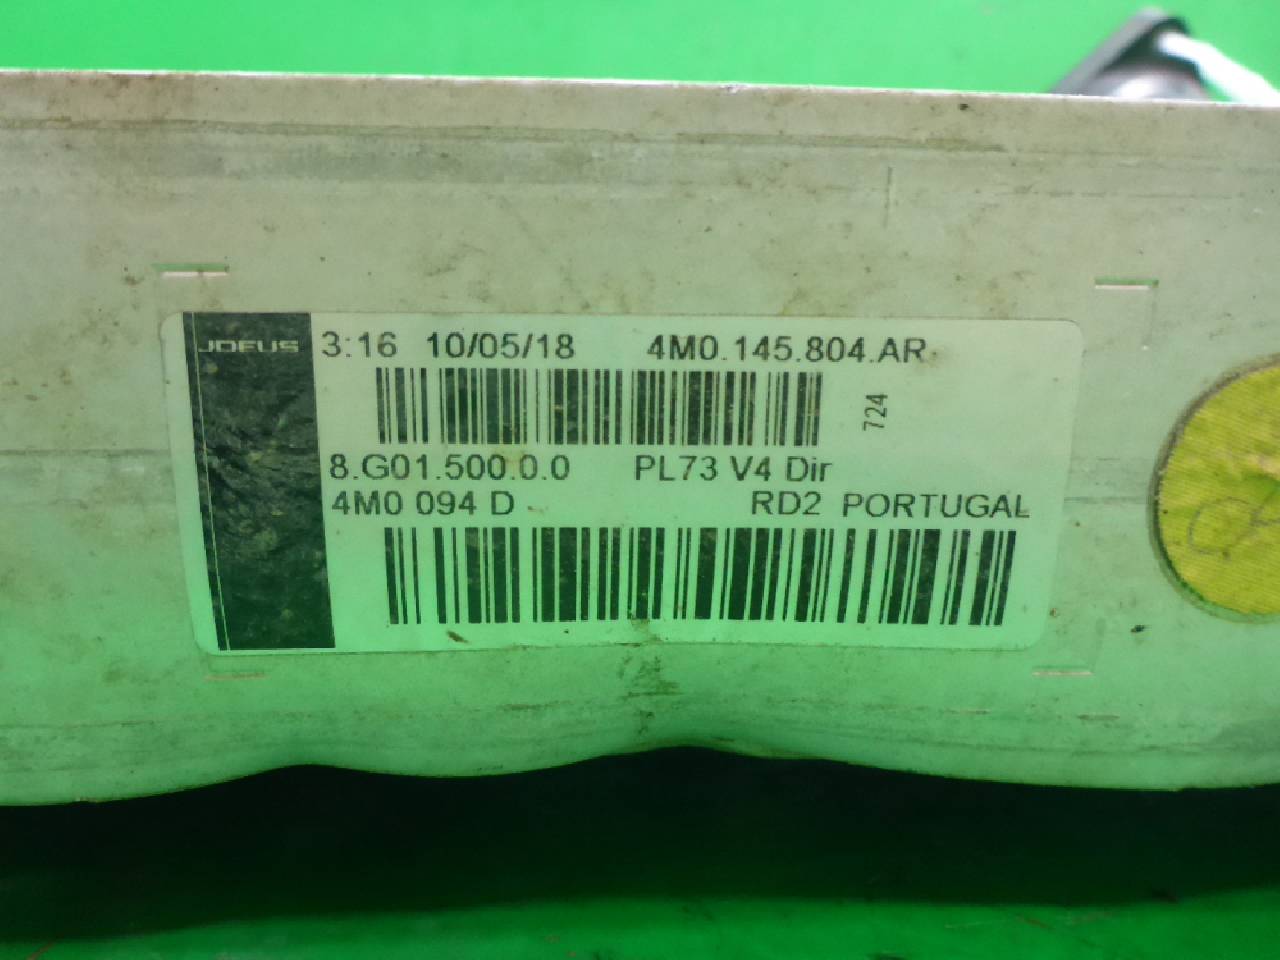 JDEUS 3:16 10/05/18 4M0.145.804.AR
724
8.G01.500.0.0 PL73 V4 Dir
4M0 094 D RD2 PORTUGAL